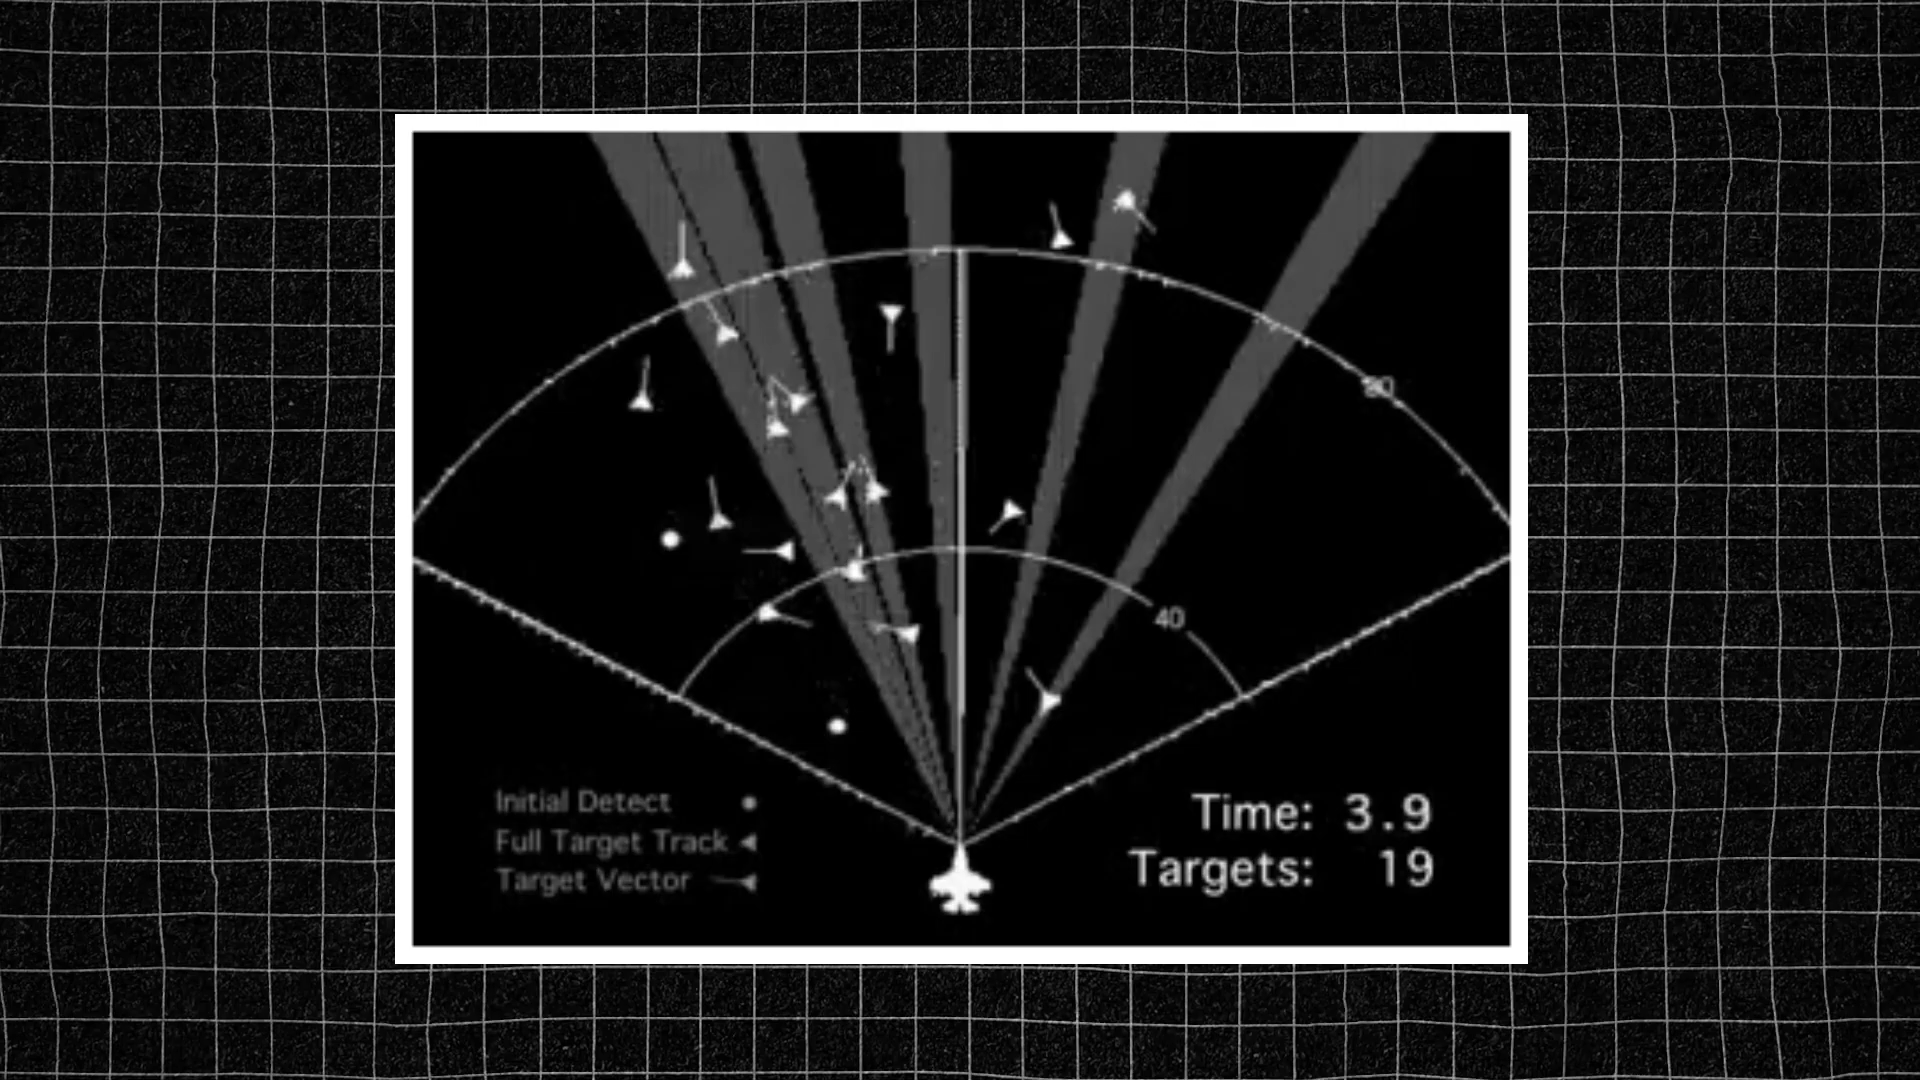 80
40
Initial Detect
Full Target Track
Target Vector
Time: 3.9
Targets: 19